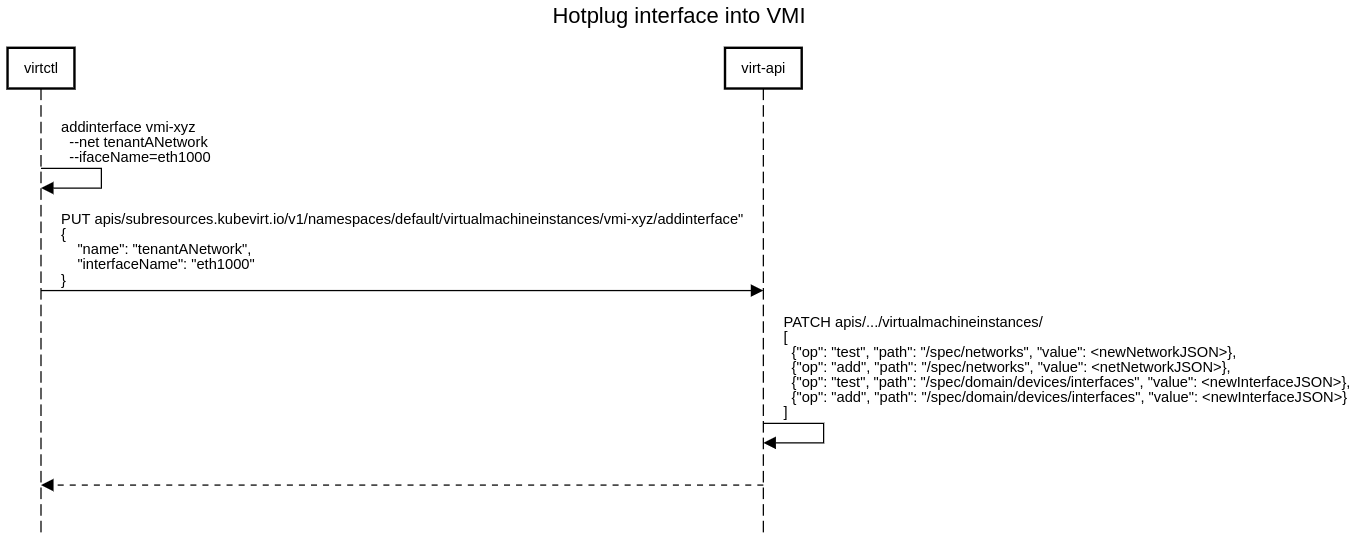 Hotplug interface into VMI
virtctl
virt-api
addinterface vmi-xyz
--net tenantANetwork
--ifaceName=eth1000
PUT apis/subresources.kubevirt.io/v1/namespaces/default/virtualmachineinstances/vmi-xyz/addinterface"
{
"name": "tenantANetwork",
"interfaceName": "eth1000"
}
PATCH apis/.../virtualmachineinstances/
[
{"op": "test", "path": "/spec/networks", "value": <newNetworkJSON>},
{"op": "add", "path": "/spec/networks", "value": <netNetworkJSON>},
{"op": "test", "path": "/spec/domain/devices/interfaces", "value": <newInterfaceJSON>},
{"op": "add", "path": "/spec/domain/devices/interfaces", "value": <newInterfaceJSON>}
]